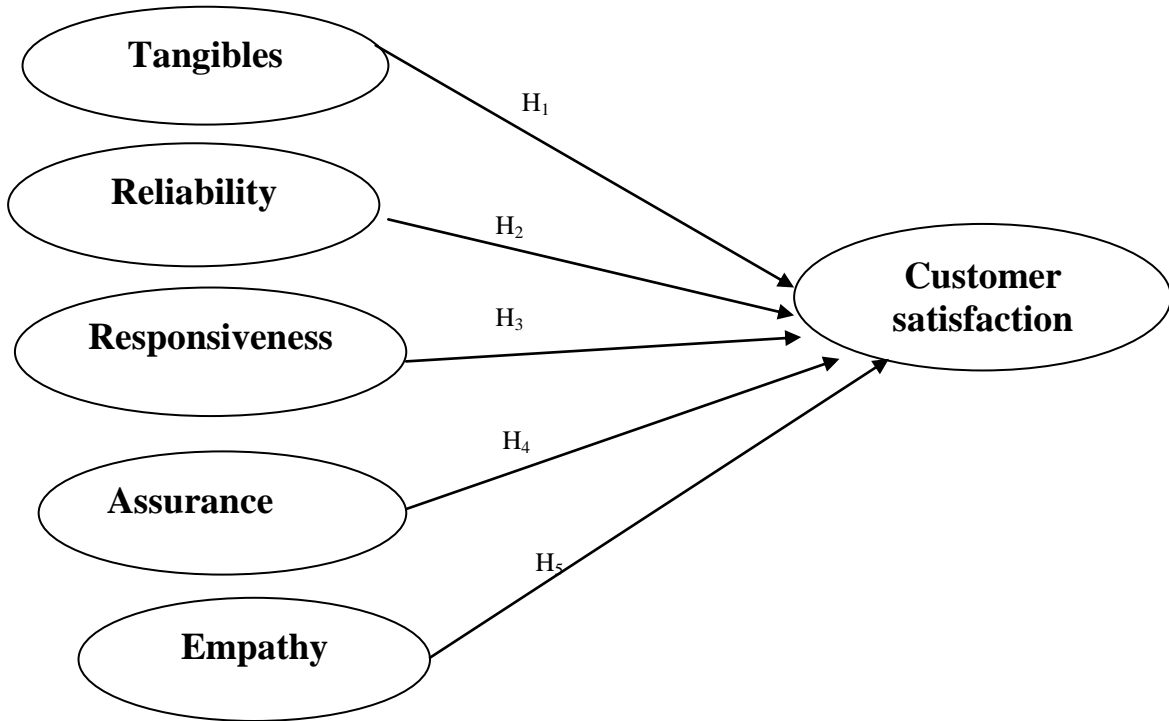 Tangibles
H₁
Reliability
H₂
Responsiveness
H₃
Customer
satisfaction
Assurance
H₄
Empathy
H₅